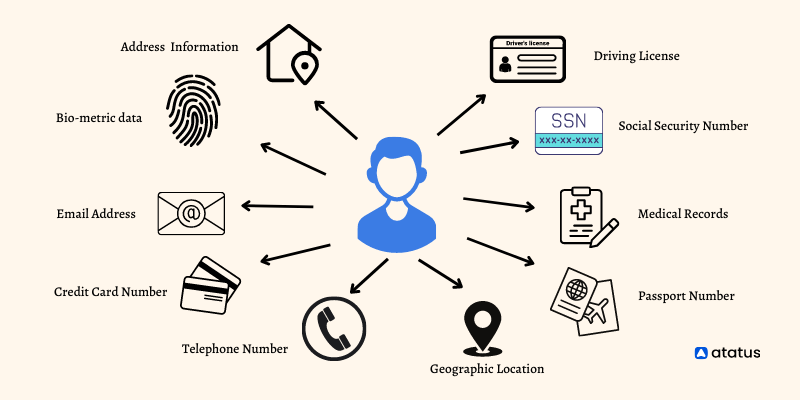 Address Information
Driver's license
Driving License
Bio-metric data
SSN
xxx-xx-xxxx
Social Security Number
Email Address
@
Medical Records
Credit Card Number
Passport Number
Telephone Number
Geographic Location
atatus